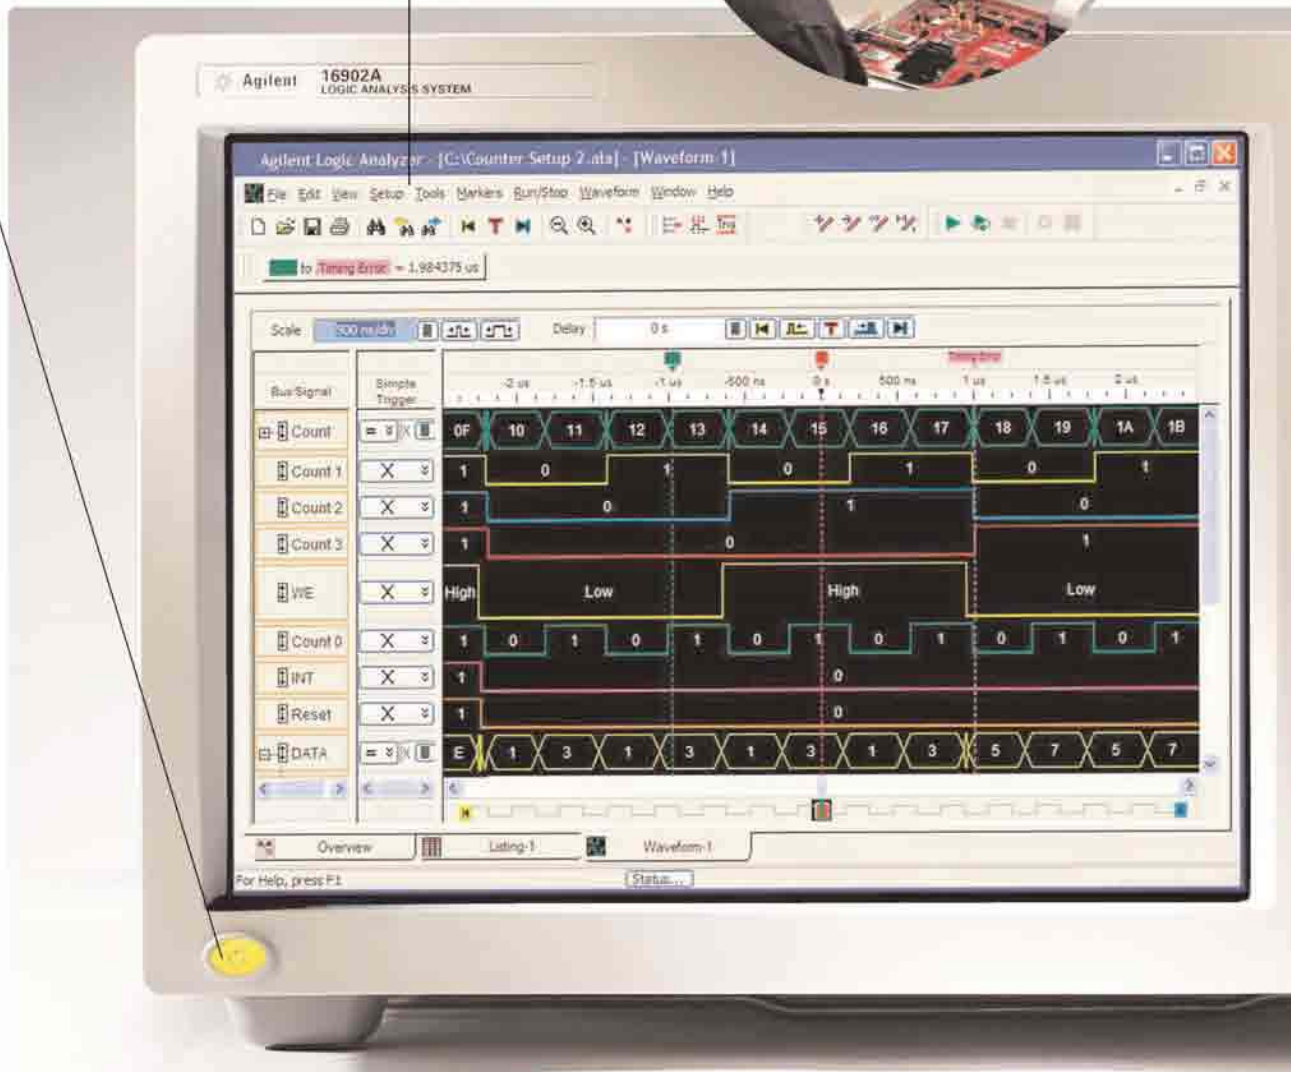 Agilent 16902A
LOGIC ANALYSIS SYSTEM
Agilent Logic Analyzer - [C:\Counter Setup 2.ala] - [Waveform-1]
File Edit View Setup Tools Markers Run/Stop Waveform Window Help
to Timing Error = 1.984375 us
Scale 500 ns/div Delay 0 s
Timing Error
Bus/Signal Simple Trigger -2 us -1.5 us -1 us -500 ns 0 s 500 ns 1 us 1.5 us 2 us
Count = X 0F 10 11 12 13 14 15 16 17 18 19 1A 1B
Count 1 X 1 0 1 0 1 0 1
Count 2 X 1 0 1 0
Count 3 X 1 0 1
WE X High Low High Low
Count 0 X 1 0 1 0 1 0 1 0 1 0 1 0 1
INT X 1 0
Reset X 1 0
DATA = X E 1 3 1 3 1 3 1 3 5 7 5 7
Overview Listing-1 Waveform-1
For Help, press F1 Status...